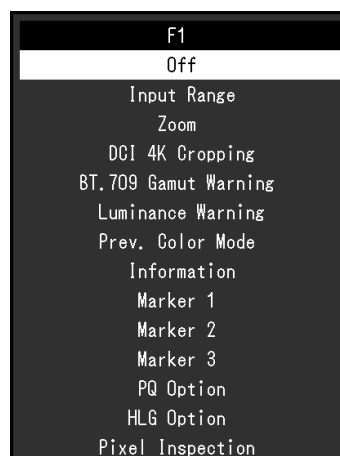 F1
Off
Input Range
Zoom
DCI 4K Cropping
BT.709 Gamut Warning
Luminance Warning
Prev. Color Mode
Information
Marker 1
Marker 2
Marker 3
PQ Option
HLG Option
Pixel Inspection